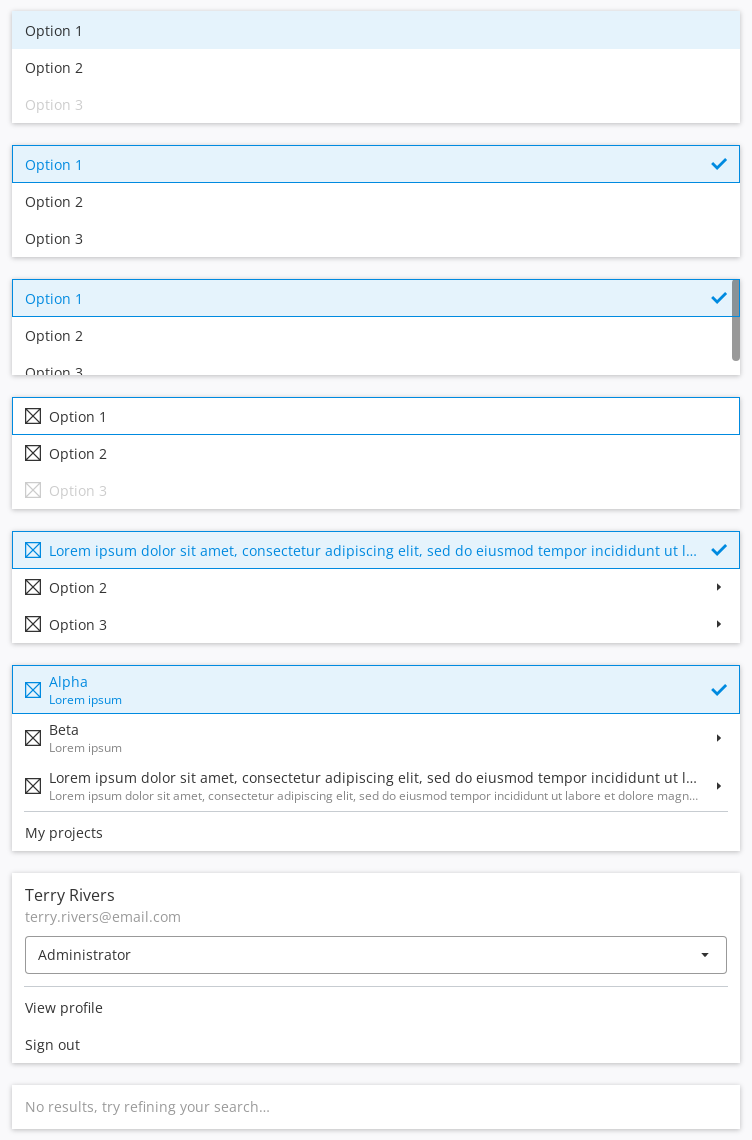 Option 1
Option 2
Option 3
Option 1
Option 2
Option 3
Option 1
Option 2
Option 3
Option 1
Option 2
Option 3
Lorem ipsum dolor sit amet, consectetur adipiscing elit, sed do eiusmod tempor incididunt ut l…
Option 2
Option 3
Alpha
Lorem ipsum
Beta
Lorem ipsum
Lorem ipsum dolor sit amet, consectetur adipiscing elit, sed do eiusmod tempor incididunt ut l…
Lorem ipsum dolor sit amet, consectetur adipiscing elit, sed do eiusmod tempor incididunt ut labore et dolore magn…
My projects
Terry Rivers
terry.rivers@email.com
Administrator
View profile
Sign out
No results, try refining your search…